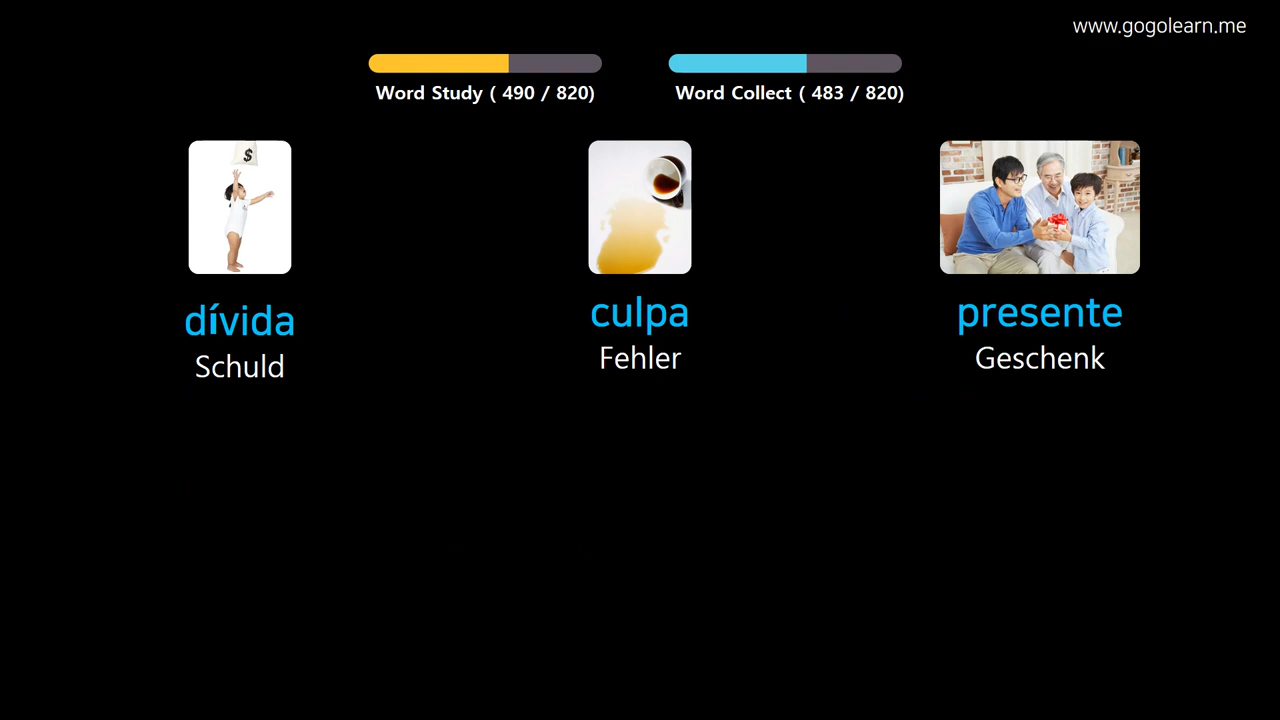 www.gogolearn.me
Word Study ( 490 / 820)
Word Collect ( 483 / 820)
$
dívida
Schuld
culpa
Fehler
presente
Geschenk